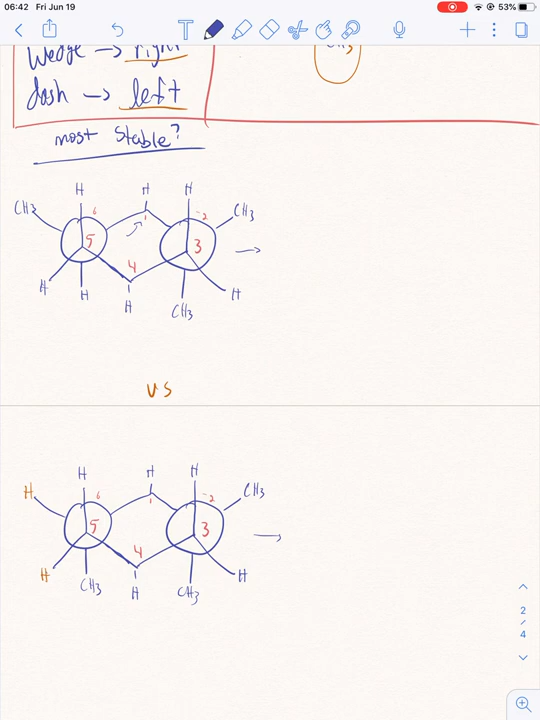 06:42 Fri Jun 19
53%
T
Wedge → right
dash → left
CH3
most stable?
H
H
H
CH3
CH3
6
1
2
5
3
4
H
H
H
H
CH3
vs
H
H
H
H
CH3
6
1
2
5
3
4
H
CH3
H
CH3
H
2
/
4